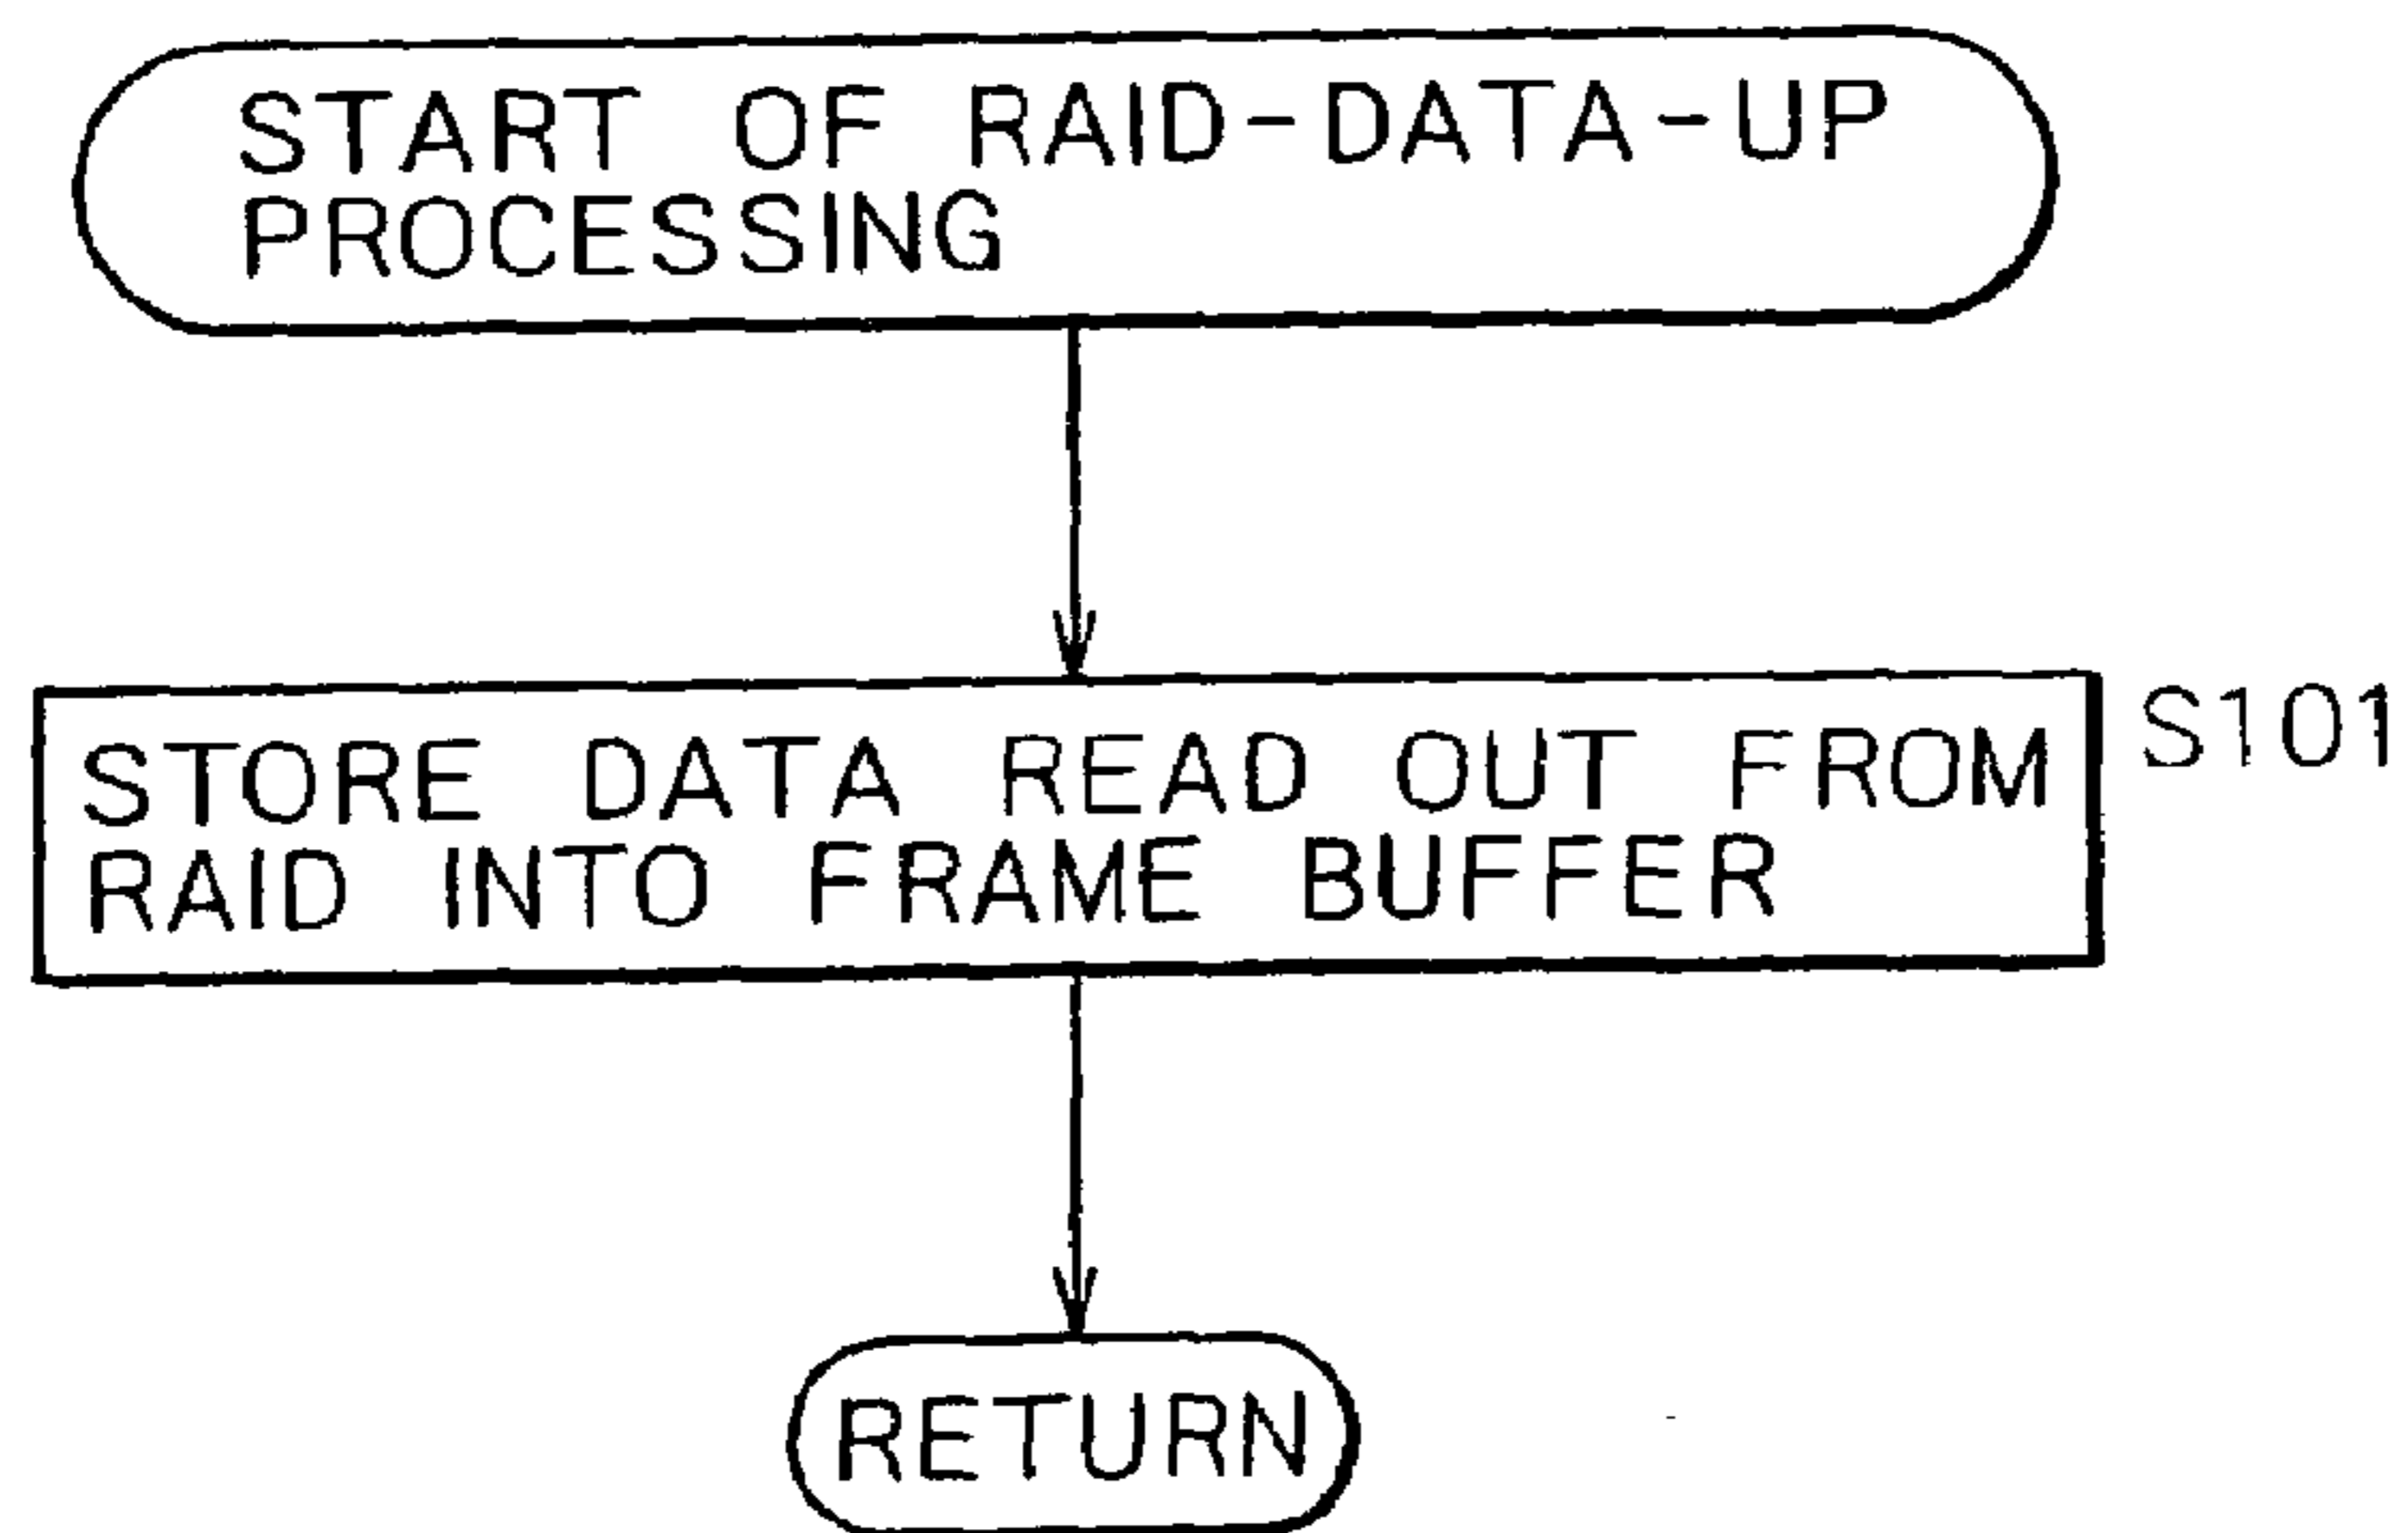 START OF RAID-DATA-UP
PROCESSING
STORE DATA READ OUT FROM
RAID INTO FRAME BUFFER
S101
RETURN